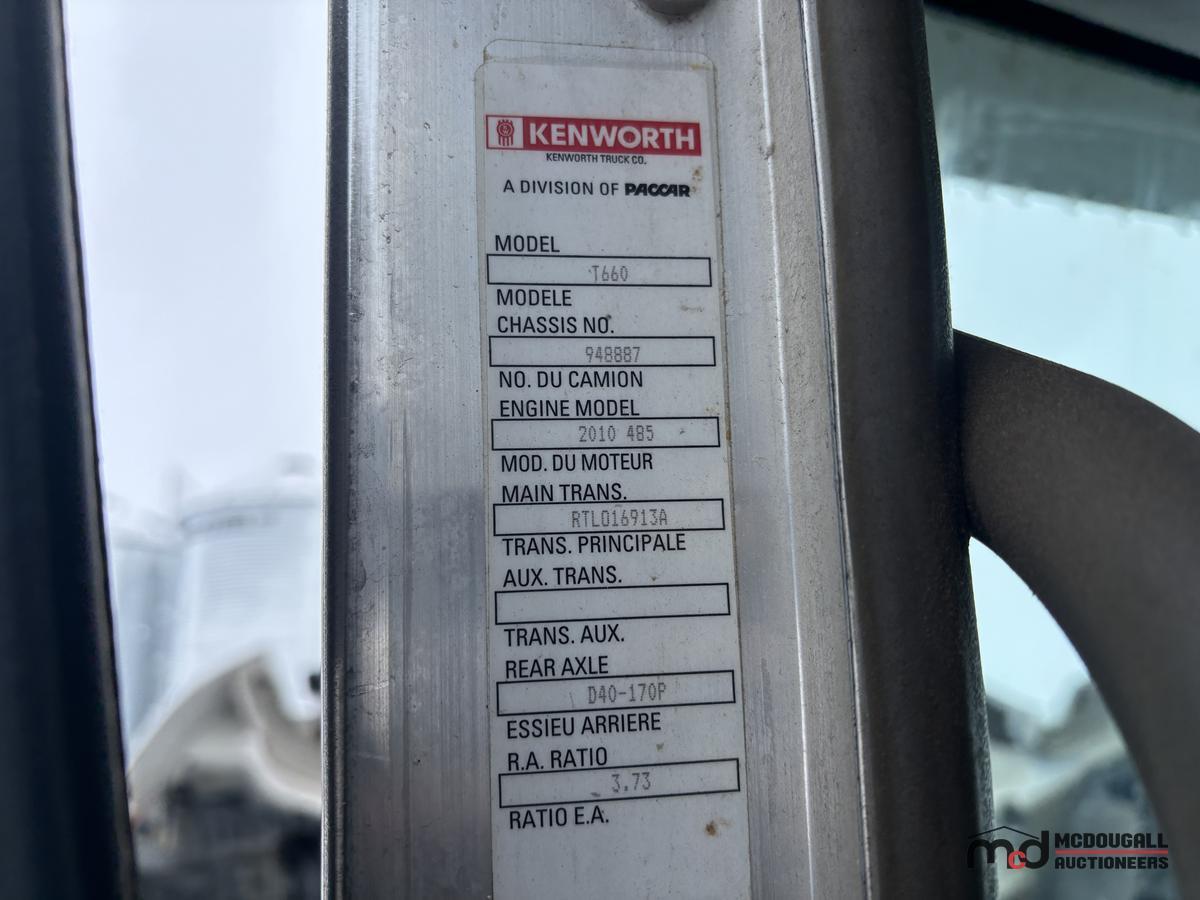 KENWORTH
KENWORTH TRUCK CO.
A DIVISION OF PACCAR
MODEL
T660
MODELE
CHASSIS NO.
948887
NO. DU CAMION
ENGINE MODEL
2010 485
MOD. DU MOTEUR
MAIN TRANS.
RTLO16913A
TRANS. PRINCIPALE
AUX. TRANS.
TRANS. AUX.
REAR AXLE
D40-170P
ESSIEU ARRIERE
R.A. RATIO
3.73
RATIO E.A.
mcd MCDOUGALL
AUCTIONEERS